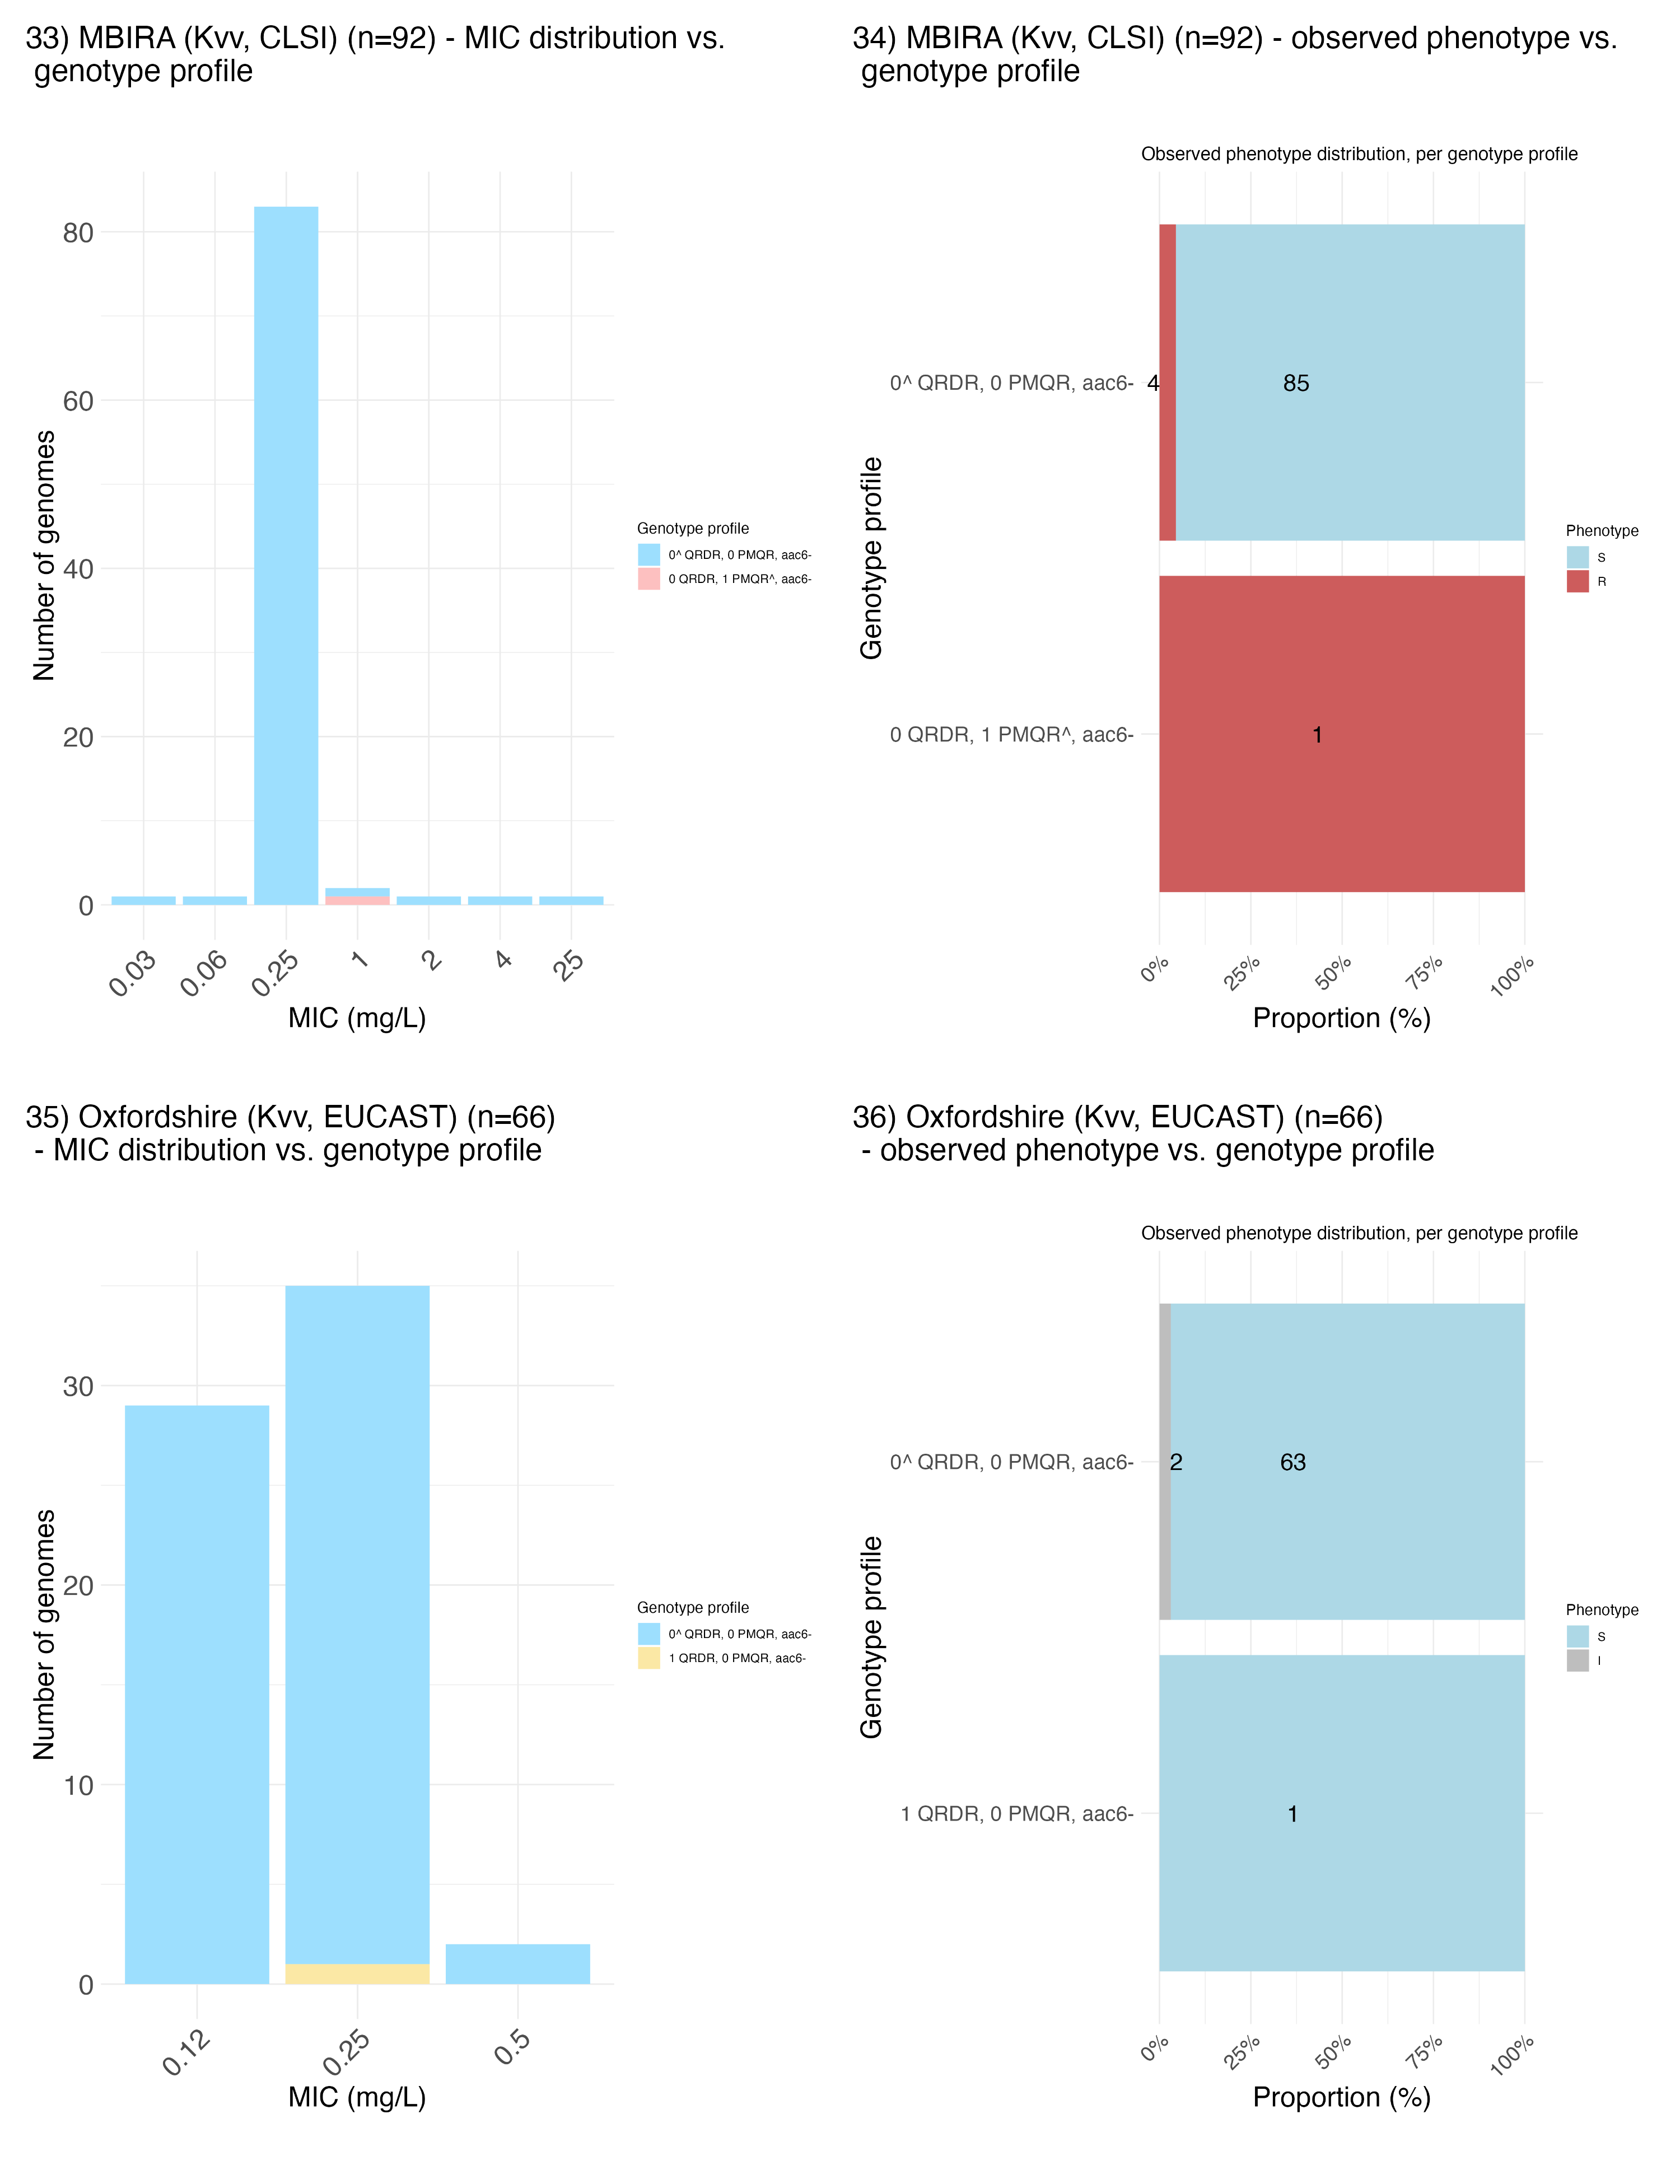 33) MBIRA (Kvv, CLSI) (n=92) - MIC distribution vs.
genotype profile
Number of genomes
80
60
40
20
0
0.03
0.06
0.25
1
2
4
25
MIC (mg/L)
Genotype profile
0^ QRDR, 0 PMQR, aac6-
0 QRDR, 1 PMQR^, aac6-
34) MBIRA (Kvv, CLSI) (n=92) - observed phenotype vs.
genotype profile
Observed phenotype distribution, per genotype profile
Genotype profile
0^ QRDR, 0 PMQR, aac6-
4
85
0 QRDR, 1 PMQR^, aac6-
1
0%
25%
50%
75%
100%
Proportion (%)
Phenotype
S
R
35) Oxfordshire (Kvv, EUCAST) (n=66)
- MIC distribution vs. genotype profile
Number of genomes
30
20
10
0
0.12
0.25
0.5
MIC (mg/L)
Genotype profile
0^ QRDR, 0 PMQR, aac6-
1 QRDR, 0 PMQR, aac6-
36) Oxfordshire (Kvv, EUCAST) (n=66)
- observed phenotype vs. genotype profile
Observed phenotype distribution, per genotype profile
Genotype profile
0^ QRDR, 0 PMQR, aac6-
2
63
1 QRDR, 0 PMQR, aac6-
1
0%
25%
50%
75%
100%
Proportion (%)
Phenotype
S
I